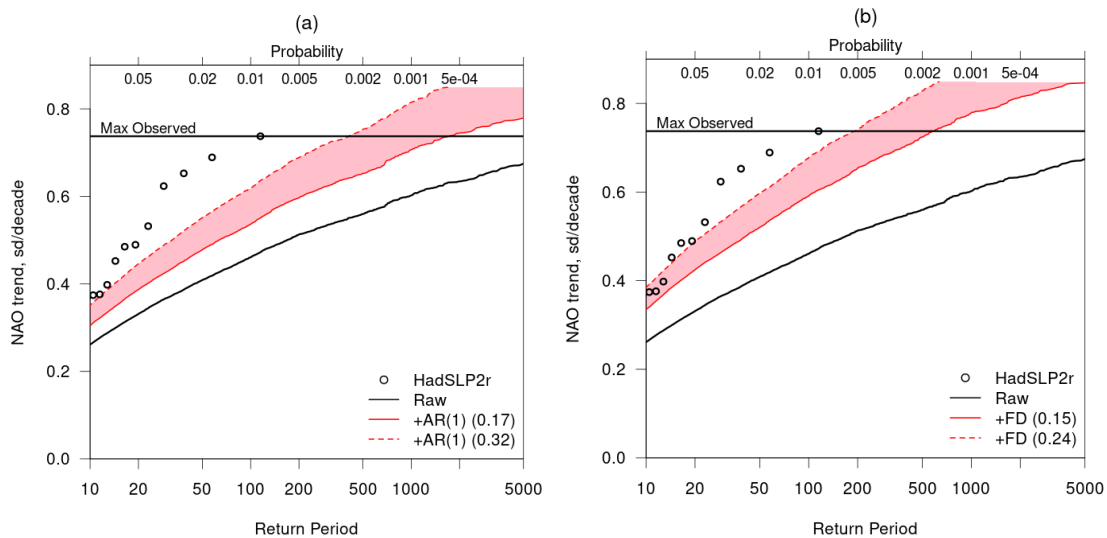 (a)
Probability
0.05 0.02 0.01 0.005 0.002 0.001 5e-04
Max Observed
NAO trend, sd/decade
0.8
0.6
0.4
0.2
0.0
HadSLP2r
Raw
+AR(1) (0.17)
+AR(1) (0.32)
10 20 50 100 200 500 1000 5000
Return Period
(b)
Probability
0.05 0.02 0.01 0.005 0.002 0.001 5e-04
Max Observed
NAO trend, sd/decade
0.8
0.6
0.4
0.2
0.0
HadSLP2r
Raw
+FD (0.15)
+FD (0.24)
10 20 50 100 200 500 1000 5000
Return Period